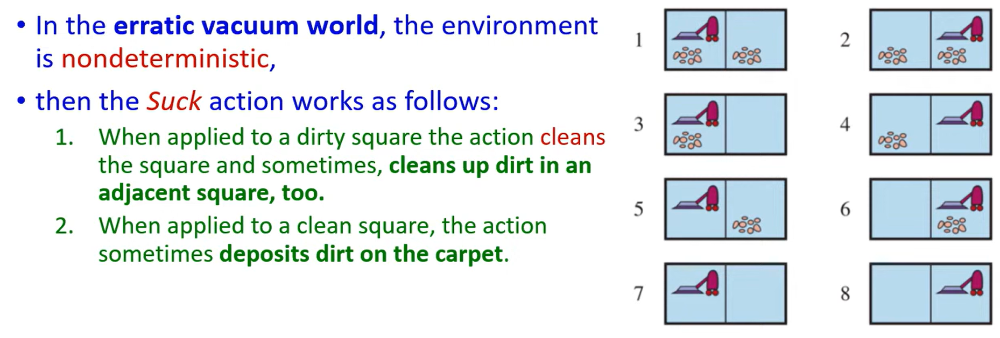 • In the erratic vacuum world, the environment
is nondeterministic,
• then the Suck action works as follows:
1. When applied to a dirty square the action cleans
the square and sometimes, cleans up dirt in an
adjacent square, too.
2. When applied to a clean square, the action
sometimes deposits dirt on the carpet.
1
2
3
4
5
6
7
8